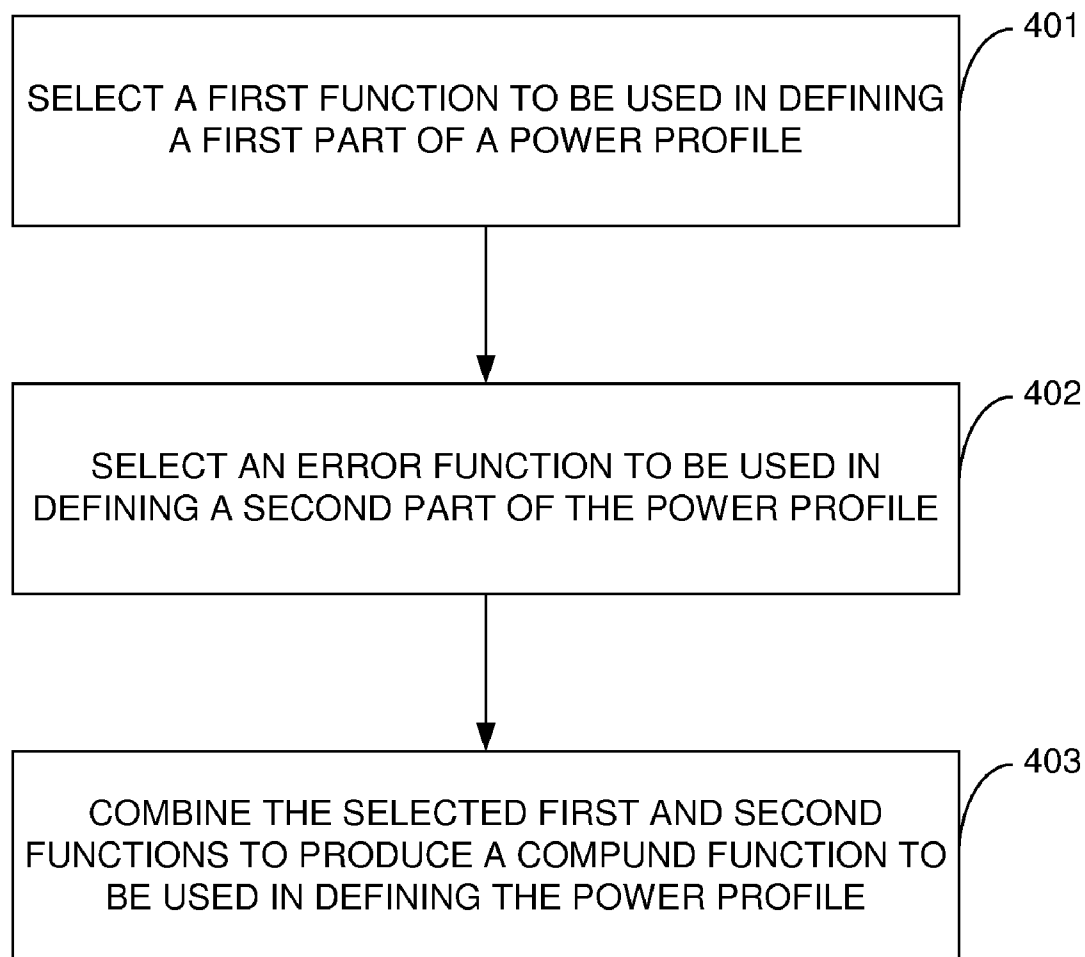 401
SELECT A FIRST FUNCTION TO BE USED IN DEFINING
A FIRST PART OF A POWER PROFILE
402
SELECT AN ERROR FUNCTION TO BE USED IN
DEFINING A SECOND PART OF THE POWER PROFILE
403
COMBINE THE SELECTED FIRST AND SECOND
FUNCTIONS TO PRODUCE A COMPUND FUNCTION TO
BE USED IN DEFINING THE POWER PROFILE